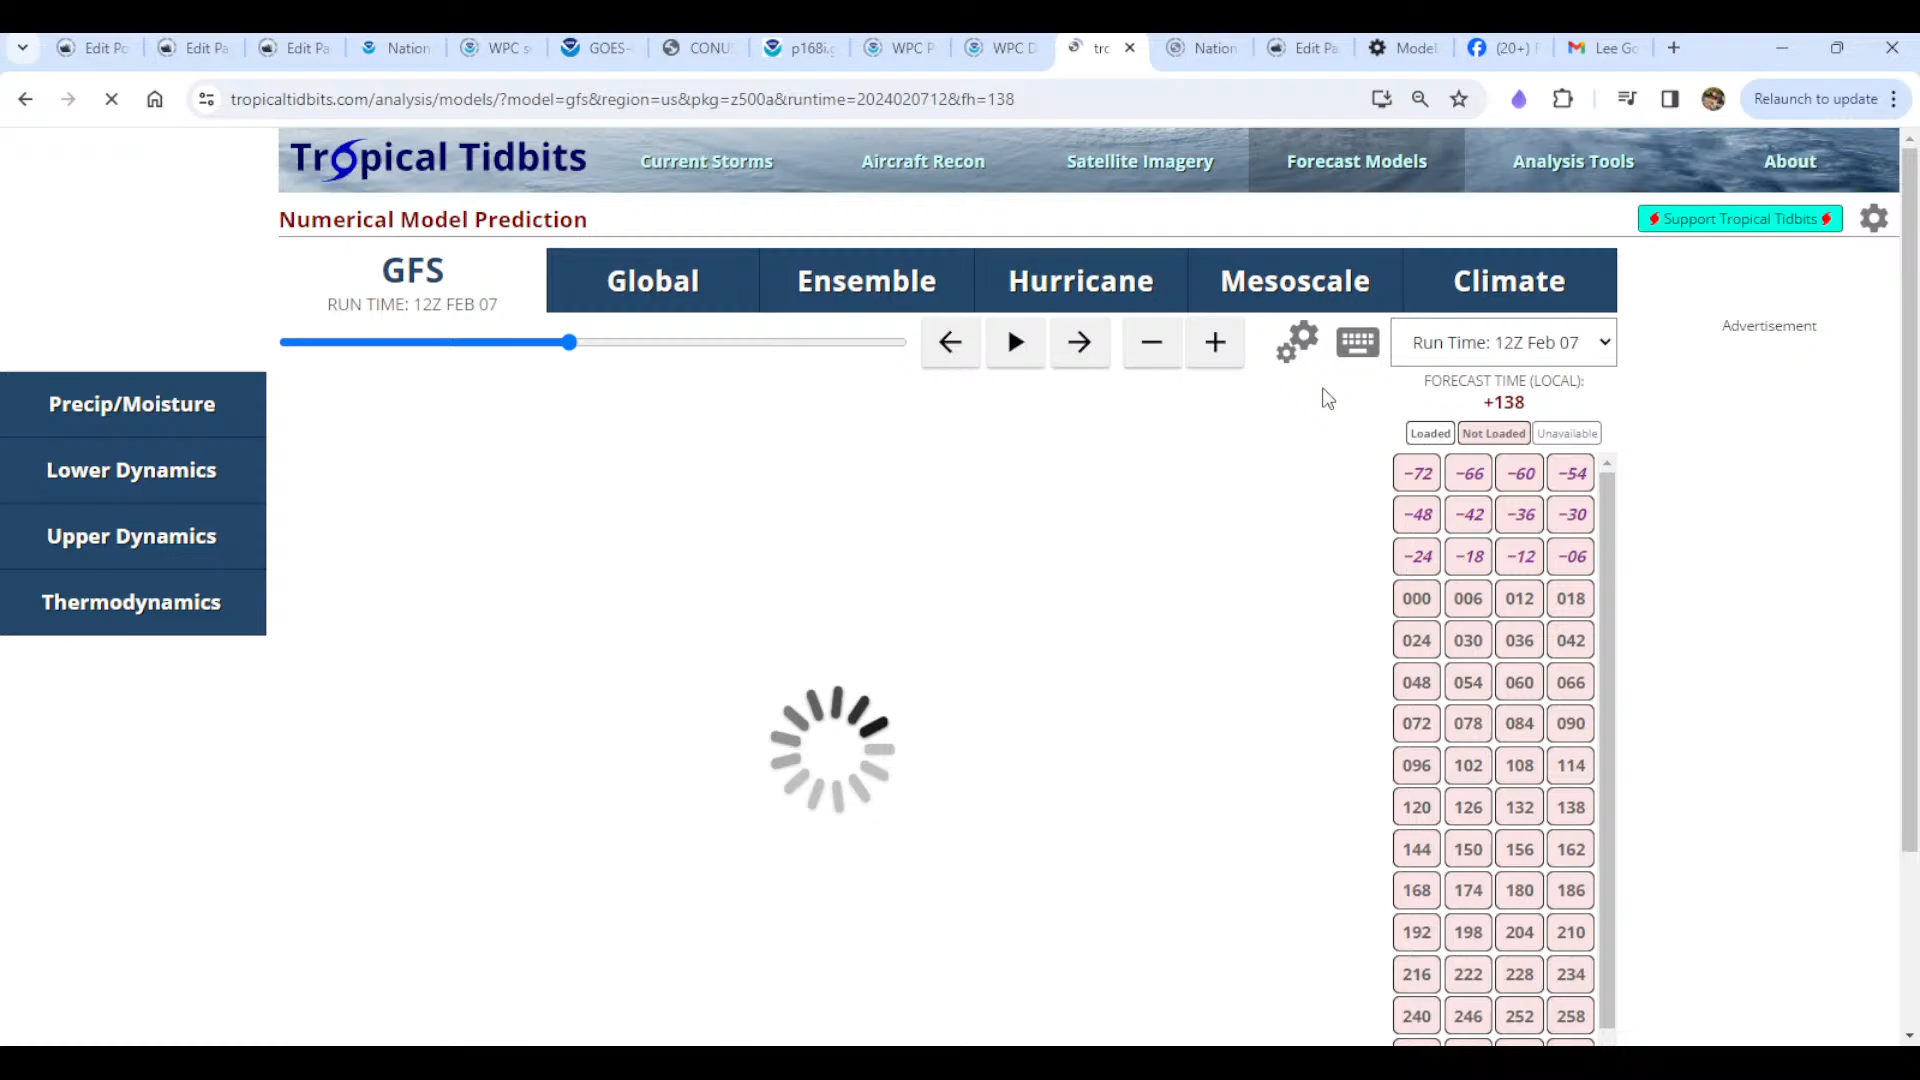 Edit Po
Edit Pa
Edit Pa
Nation
WPC s
GOES-
CONU
p168i.g
WPC P
WPC D
trc
Nation
Edit Pa
Model
(20+) F
Lee Go
tropicaltidbits.com/analysis/models/?model=gfs&region=us&pkg=z500a&runtime=2024020712&fh=138
Relaunch to update
Tropical Tidbits
Current Storms
Aircraft Recon
Satellite Imagery
Forecast Models
Analysis Tools
About
Numerical Model Prediction
Support Tropical Tidbits
GFS
RUN TIME: 12Z FEB 07
Global
Ensemble
Hurricane
Mesoscale
Climate
Advertisement
Run Time: 12Z Feb 07
FORECAST TIME (LOCAL):
+138
Loaded Not Loaded Unavailable
Precip/Moisture
Lower Dynamics
Upper Dynamics
Thermodynamics
−72 −66 −60 −54
−48 −42 −36 −30
−24 −18 −12 −06
000 006 012 018
024 030 036 042
048 054 060 066
072 078 084 090
096 102 108 114
120 126 132 138
144 150 156 162
168 174 180 186
192 198 204 210
216 222 228 234
240 246 252 258